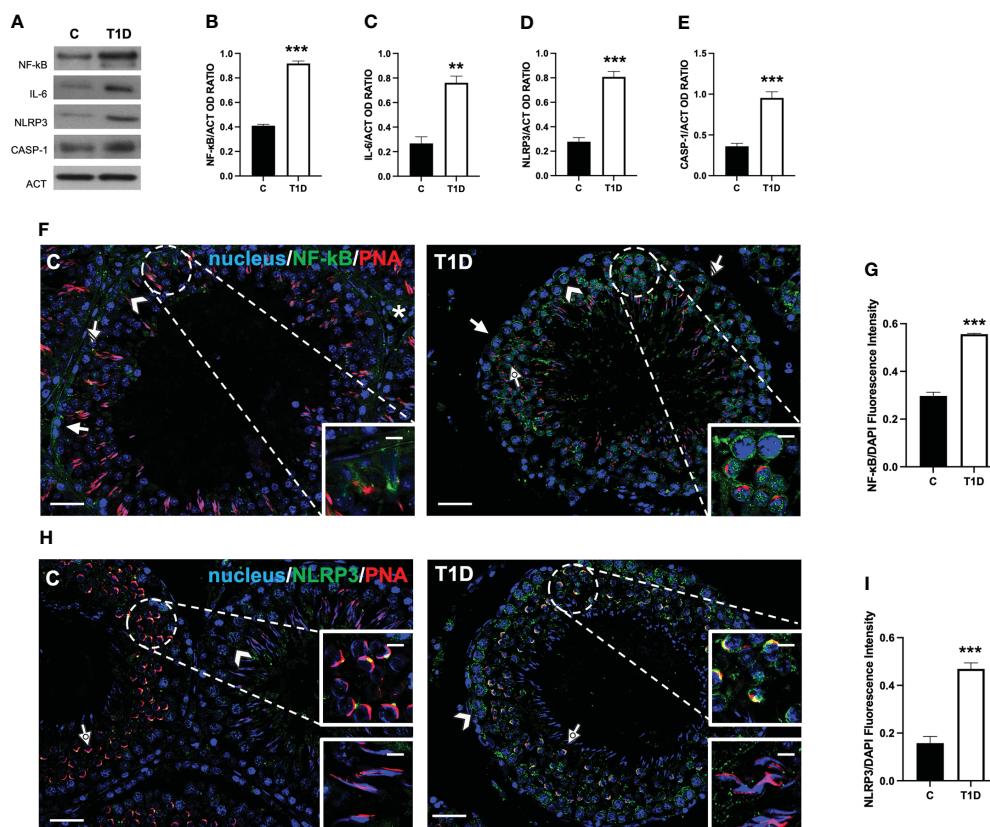 A
C T1D
NF-kB
IL-6
NLRP3
CASP-1
ACT
B
NF-κB/ACT OD RATIO
1.0
0.8
0.6
0.4
0.2
0.0
***
C T1D
C
IL-6/ACT OD RATIO
1.0
0.8
0.6
0.4
0.2
0.0
**
C T1D
D
NLRP3/ACT OD RATIO
1.0
0.8
0.6
0.4
0.2
0.0
***
C T1D
E
CASP-1/ACT OD RATIO
1.5
1.0
0.5
0.0
***
C T1D
F
C nucleus/NF-kB/PNA
*
T1D
G
NF-κB/DAPI Fluorescence Intensity
0.6
0.4
0.2
0.0
***
C T1D
H
C nucleus/NLRP3/PNA
T1D
I
NLRP3/DAPI Fluorescence Intensity
0.6
0.4
0.2
0.0
***
C T1D